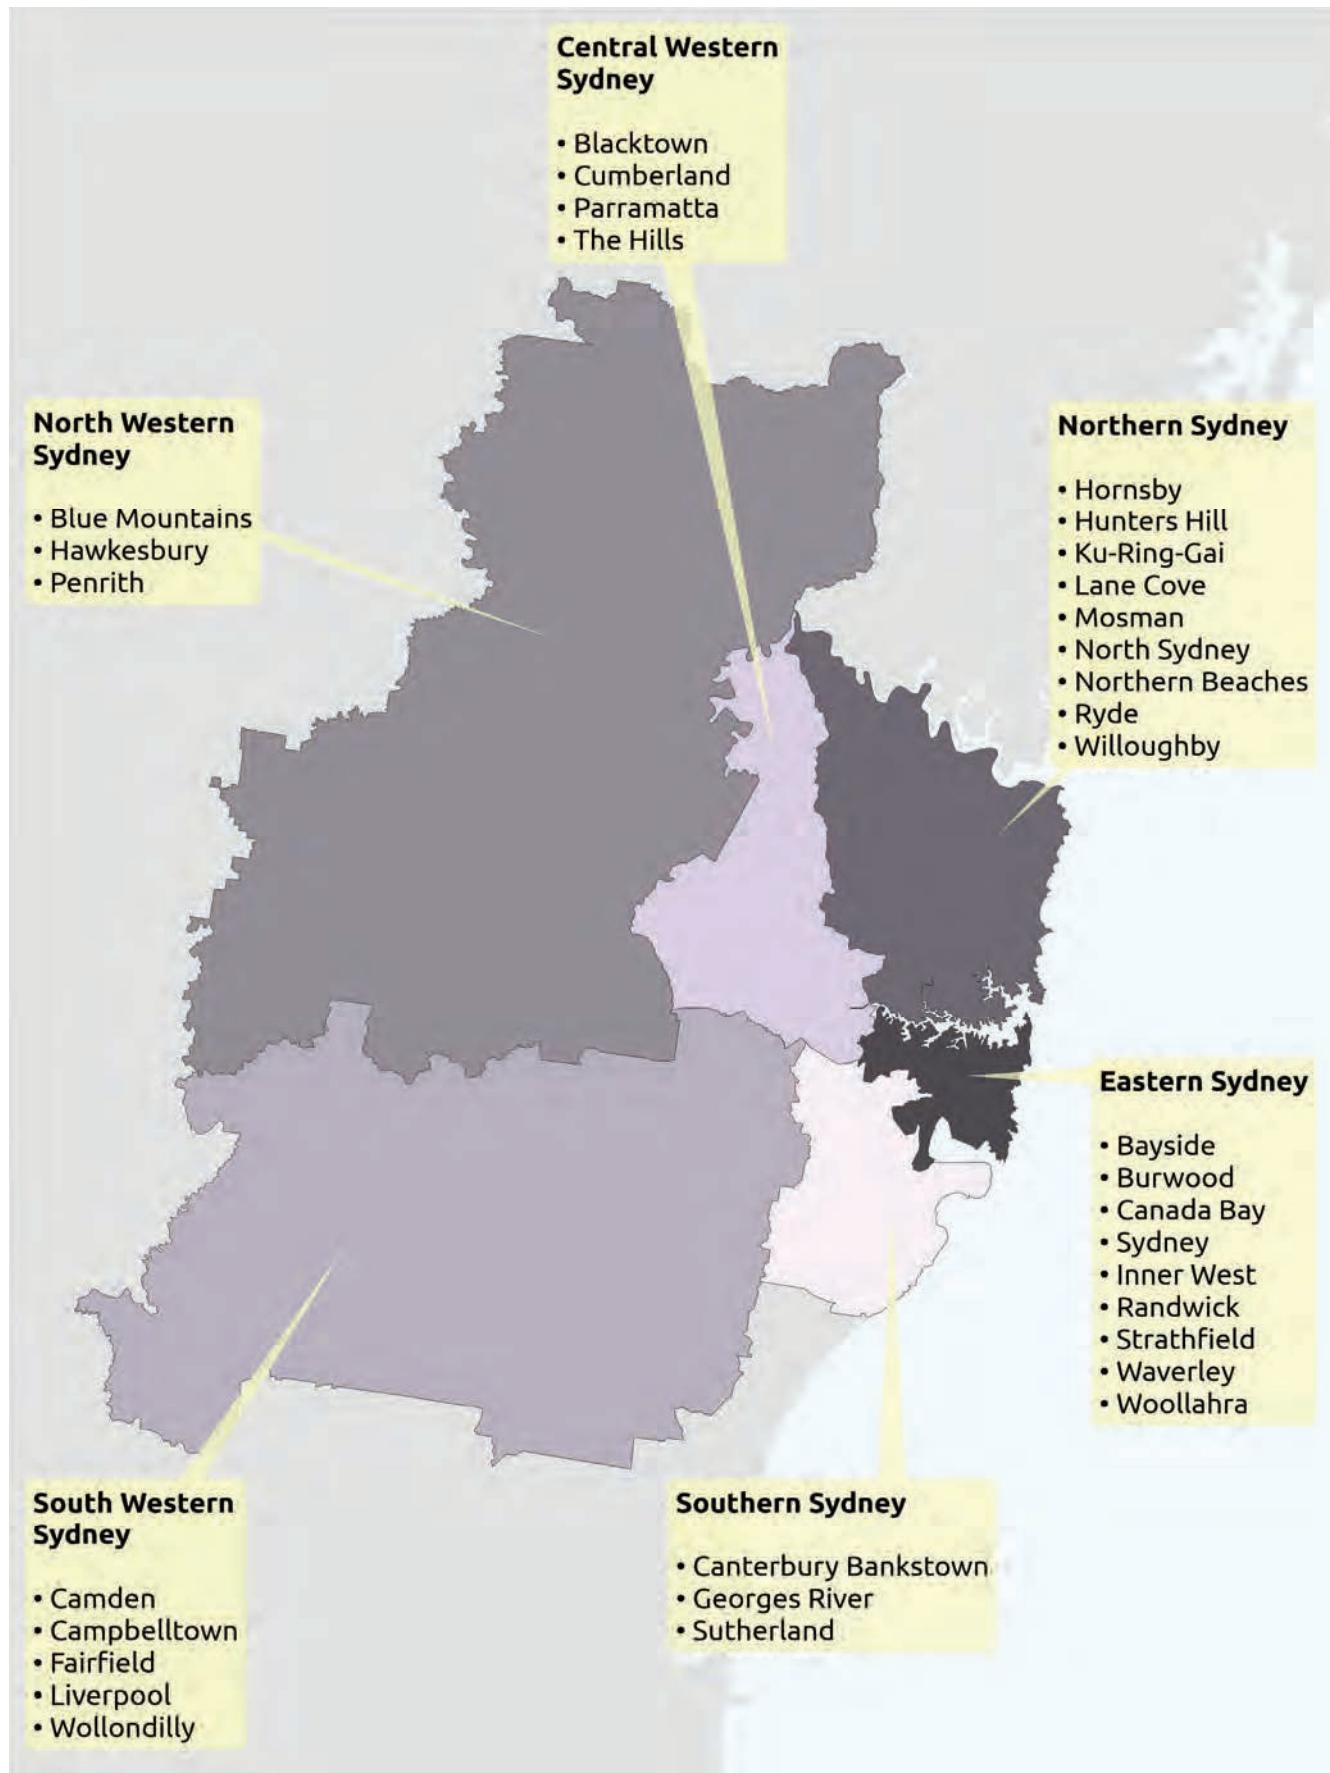 Central Western
Sydney
• Blacktown
• Cumberland
• Parramatta
• The Hills
North Western
Sydney
• Blue Mountains
• Hawkesbury
• Penrith
Northern Sydney
• Hornsby
• Hunters Hill
• Ku-Ring-Gai
• Lane Cove
• Mosman
• North Sydney
• Northern Beaches
• Ryde
• Willoughby
Eastern Sydney
• Bayside
• Burwood
• Canada Bay
• Sydney
• Inner West
• Randwick
• Strathfield
• Waverley
• Woollahra
South Western
Sydney
• Camden
• Campbelltown
• Fairfield
• Liverpool
• Wollondilly
Southern Sydney
• Canterbury Bankstown
• Georges River
• Sutherland